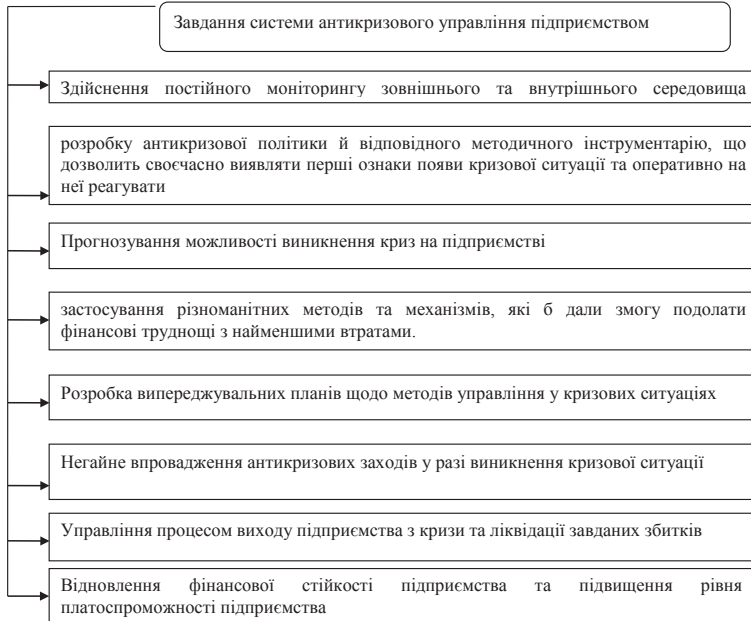 Завдання системи антикризового управління підприємством
Здійснення постійного моніторингу зовнішнього та внутрішнього середовища
розробку антикризової політики й відповідного методичного інструментарію, що
дозволить своєчасно виявляти перші ознаки появи кризової ситуації та оперативно на
неї реагувати
Прогнозування можливості виникнення криз на підприємстві
застосування різноманітних методів та механізмів, які б дали змогу подолати
фінансові труднощі з найменшими втратами.
Розробка випереджувальних планів щодо методів управління у кризових ситуаціях
Негайне впровадження антикризових заходів у разі виникнення кризової ситуації
Управління процесом виходу підприємства з кризи та ліквідації завданих збитків
Відновлення фінансової стійкості підприємства та підвищення рівня
платоспроможності підприємства